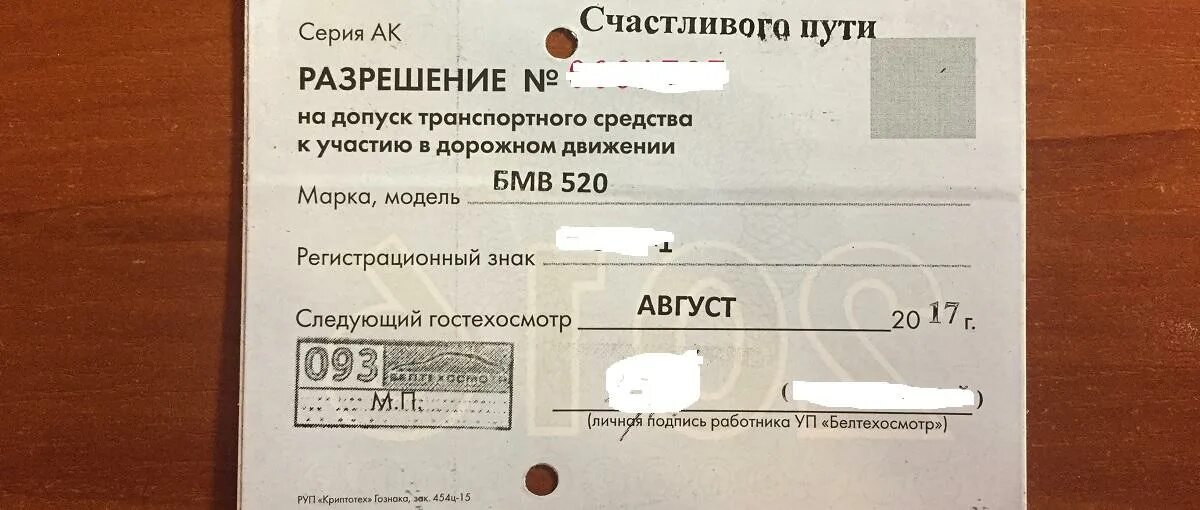 Счастливого пути
Серия АК
РАЗРЕШЕНИЕ №
на допуск транспортного средства
к участию в дорожном движении
Марка, модель БМВ 520
Регистрационный знак
Следующий гостехосмотр АВГУСТ 2017 г.
093
БЕЛТЕХОСМОТР
М.П.
(личная подпись работника УП «Белтехосмотр»)
РУП «Криптотех» Гознака, зак. 454ц-15